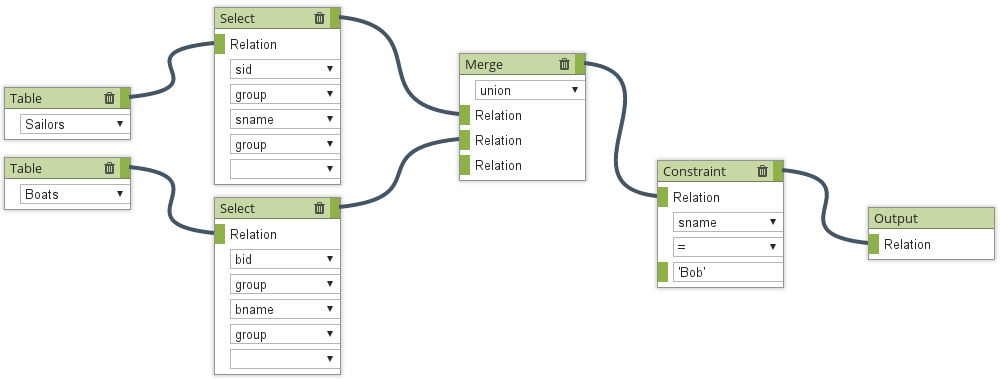 Table
Sailors
Table
Boats
Select
Relation
sid
group
sname
group
Select
Relation
bid
group
bname
group
Merge
union
Relation
Relation
Relation
Constraint
Relation
sname
=
'Bob'
Output
Relation